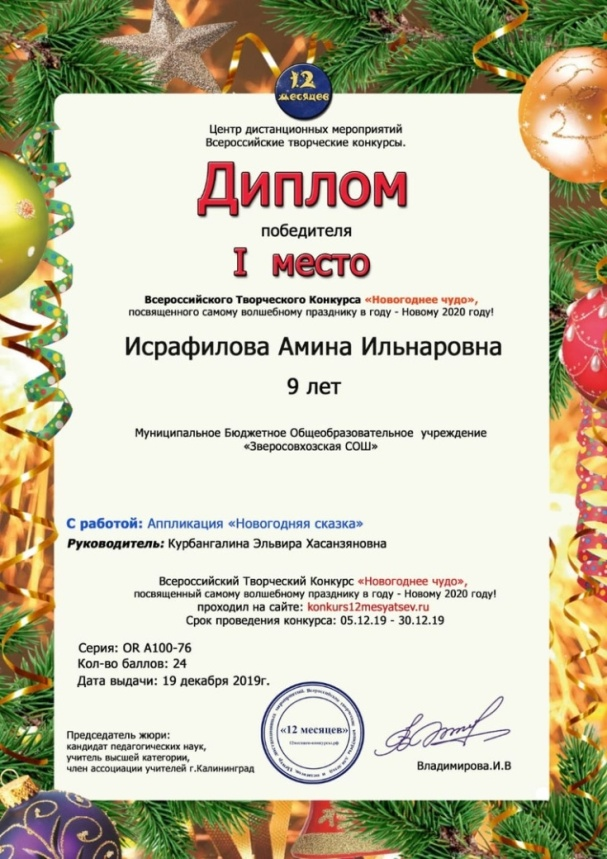 12
месяцев
Центр дистанционных мероприятий
Всероссийские творческие конкурсы.
Диплом
победителя
I место
Всероссийского Творческого Конкурса «Новогоднее чудо»,
посвященного самому волшебному празднику в году - Новому 2020 году!
Исрафилова Амина Ильнаровна
9 лет
Муниципальное Бюджетное Общеобразовательное учреждение
«Зверосовхозская СОШ»
С работой: Аппликация «Новогодняя сказка»
Руководитель: Курбангалина Эльвира Хасанзяновна
Всероссийский Творческий Конкурс «Новогоднее чудо»,
посвященный самому волшебному празднику в году - Новому 2020 году!
проходил на сайте: konkurs12mesyatsev.ru
Срок проведения конкурса: 05.12.19 - 30.12.19
Серия: OR A100-76
Кол-во баллов: 24
Дата выдачи: 19 декабря 2019г.
«12 месяцев»
Председатель жюри:
кандидат педагогических наук,
учитель высшей категории,
член ассоциации учителей г.Калининград
Владимирова.И.В